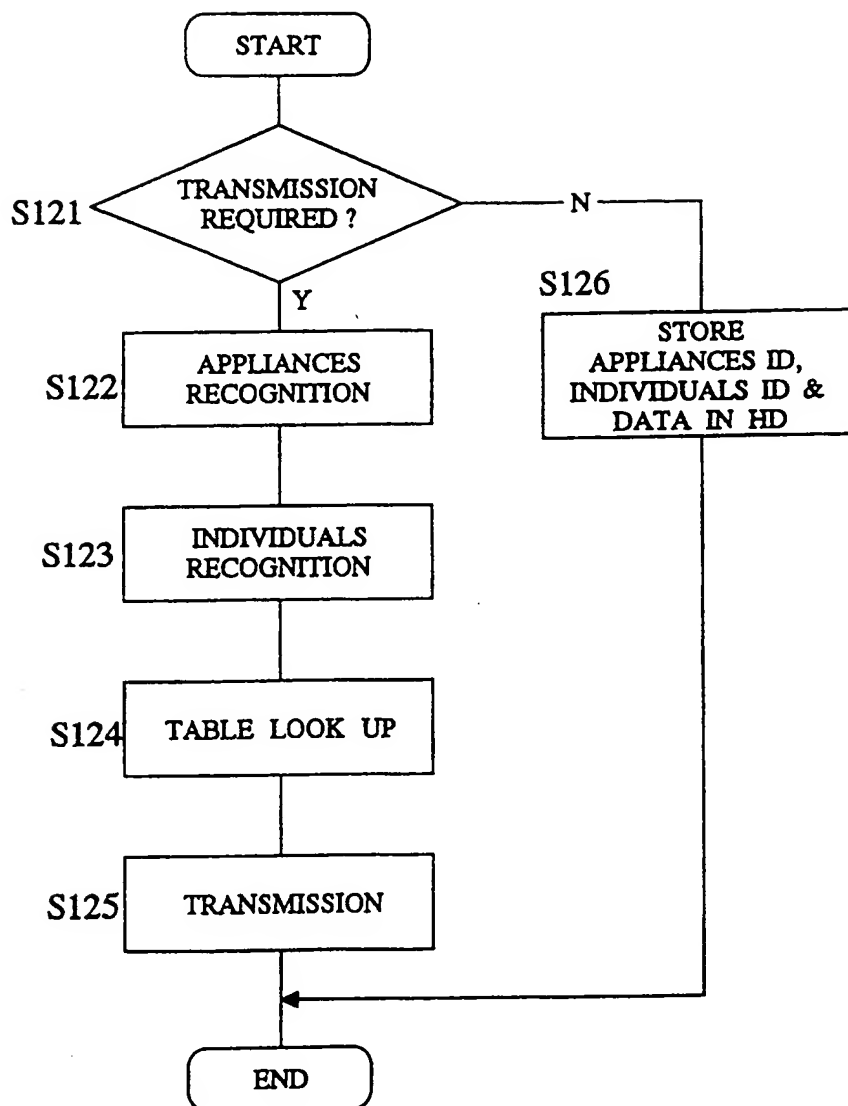 START
TRANSMISSION
REQUIRED ?
S121
N
Y
S126
STORE
APPLIANCES ID,
INDIVIDUALS ID &
DATA IN HD
APPLIANCES
RECOGNITION
S122
INDIVIDUALS
RECOGNITION
S123
S124
TABLE LOOK UP
S125
TRANSMISSION
END